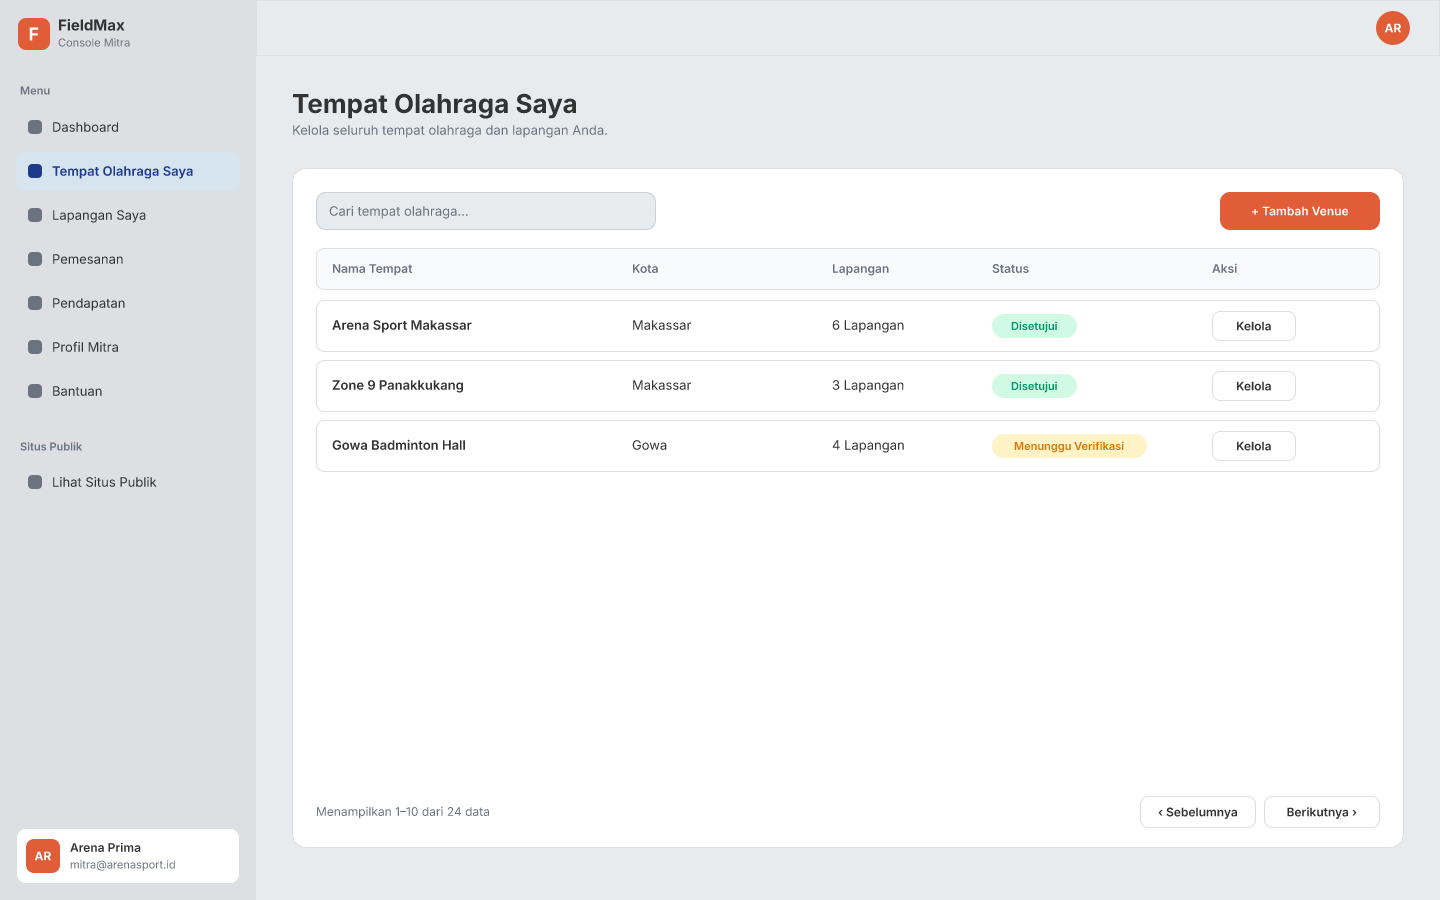 F
FieldMax
Console Mitra
AR
Menu
Dashboard
Tempat Olahraga Saya
Lapangan Saya
Pemesanan
Pendapatan
Profil Mitra
Bantuan
Situs Publik
Lihat Situs Publik
AR
Arena Prima
mitra@arenasport.id
Tempat Olahraga Saya
Kelola seluruh tempat olahraga dan lapangan Anda.
Cari tempat olahraga...
+ Tambah Venue
Nama Tempat Kota Lapangan Status Aksi
Arena Sport Makassar Makassar 6 Lapangan Disetujui Kelola
Zone 9 Panakkukang Makassar 3 Lapangan Disetujui Kelola
Gowa Badminton Hall Gowa 4 Lapangan Menunggu Verifikasi Kelola
Menampilkan 1–10 dari 24 data
‹ Sebelumnya
Berikutnya ›